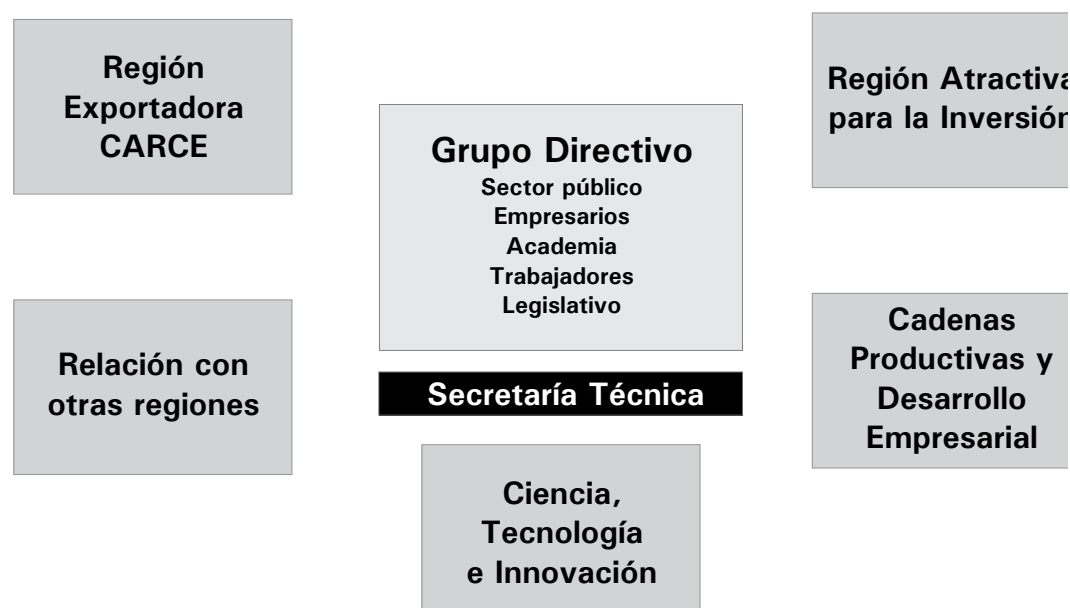 Región
Exportadora
CARCE
Grupo Directivo
Sector público
Empresarios
Academia
Trabajadores
Legislativo
Región Atractiva
para la Inversión
Relación con
otras regiones
Secretaría Técnica
Cadenas
Productivas y
Desarrollo
Empresarial
Ciencia,
Tecnología
e Innovación